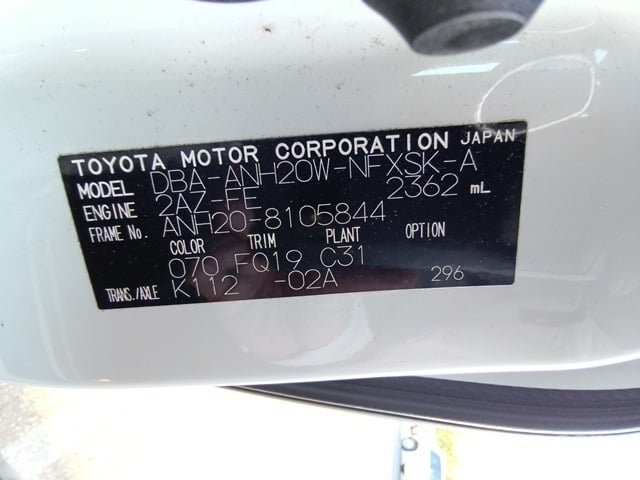 TOYOTA MOTOR CORPORATION JAPAN
MODEL DBA-ANH20W-NFXSK-A
ENGINE 2AZ-FE 2362 mL
FRAME No. ANH20-8105844
COLOR TRIM PLANT OPTION
070 FQ19 C31
TRANS./AXLE K112 -02A 296